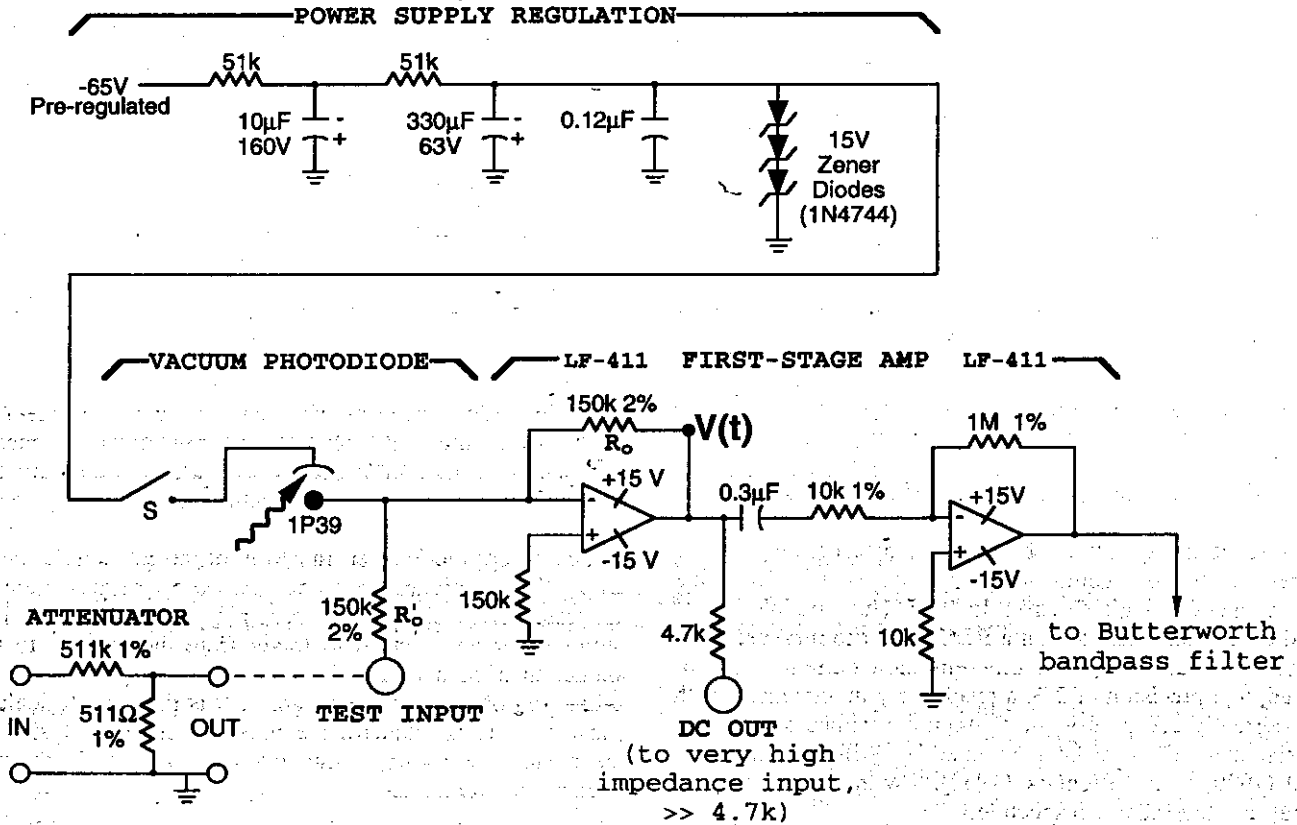 POWER SUPPLY REGULATION
51k
51k
-65V
Pre-regulated
10µF
160V
-
+
330µF
63V
-
+
0.12µF
15V
Zener
Diodes
(1N4744)
VACUUM PHOTODIODE
LF-411 FIRST-STAGE AMP LF-411
150k 2%
R₀
V(t)
1M 1%
S
1P39
-
+
+15 V
-15 V
0.3µF
10k 1%
-
+
+15V
-15V
150k
150k
2%
R₀'
4.7k
10k
to Butterworth
bandpass filter
ATTENUATOR
511k 1%
511Ω
1%
IN
OUT
TEST INPUT
DC OUT
(to very high
impedance input,
>> 4.7k)